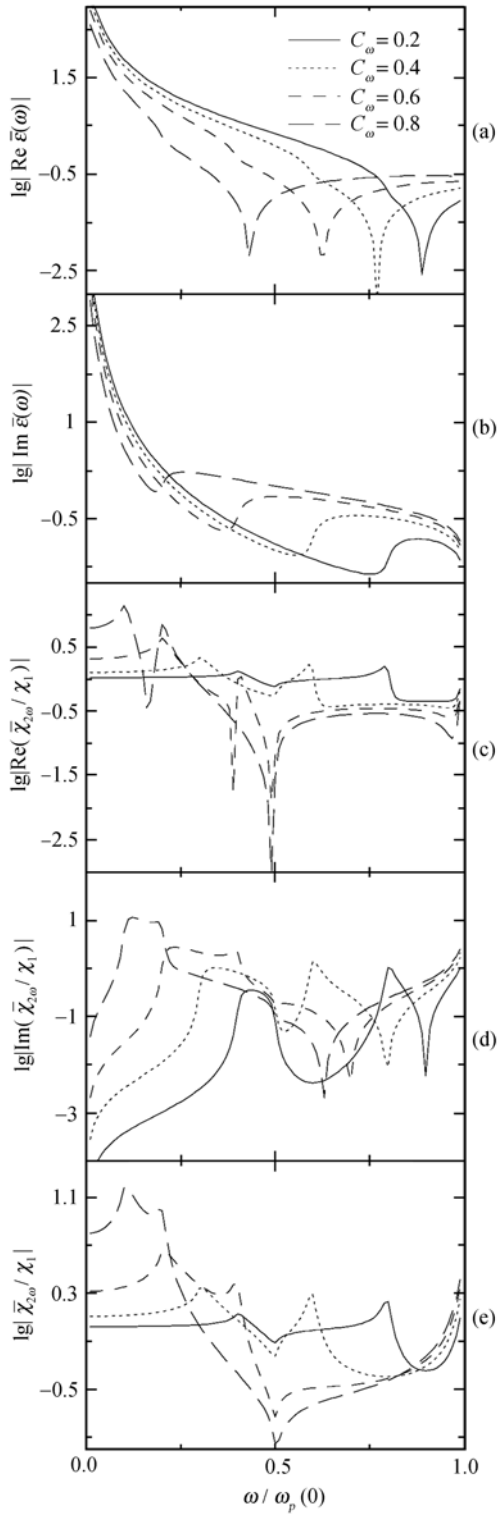 C_ω = 0.2
C_ω = 0.4
C_ω = 0.6
C_ω = 0.8
lg| Re ε̄(ω)|
1.5
−0.5
−2.5
(a)
lg| Im ε̄(ω)|
2.5
1
−0.5
(b)
lg|Re(χ̄_2ω / χ_1)|
0.5
−0.5
−1.5
−2.5
(c)
lg|Im(χ̄_2ω / χ_1)|
1
−1
−3
(d)
lg|χ̄_2ω / χ_1|
1.1
0.3
−0.5
(e)
0.0
0.5
1.0
ω / ω_p (0)